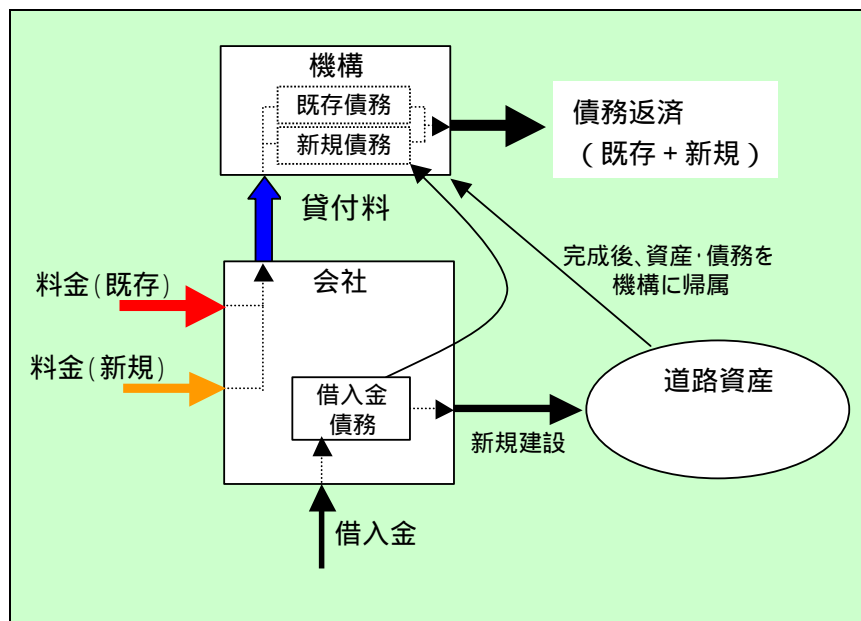 機構
既存債務
新規債務
債務返済
（既存＋新規）
貸付料
完成後、資産・債務を
機構に帰属
会社
料金(既存)
料金(新規)
借入金
債務
道路資産
新規建設
借入金